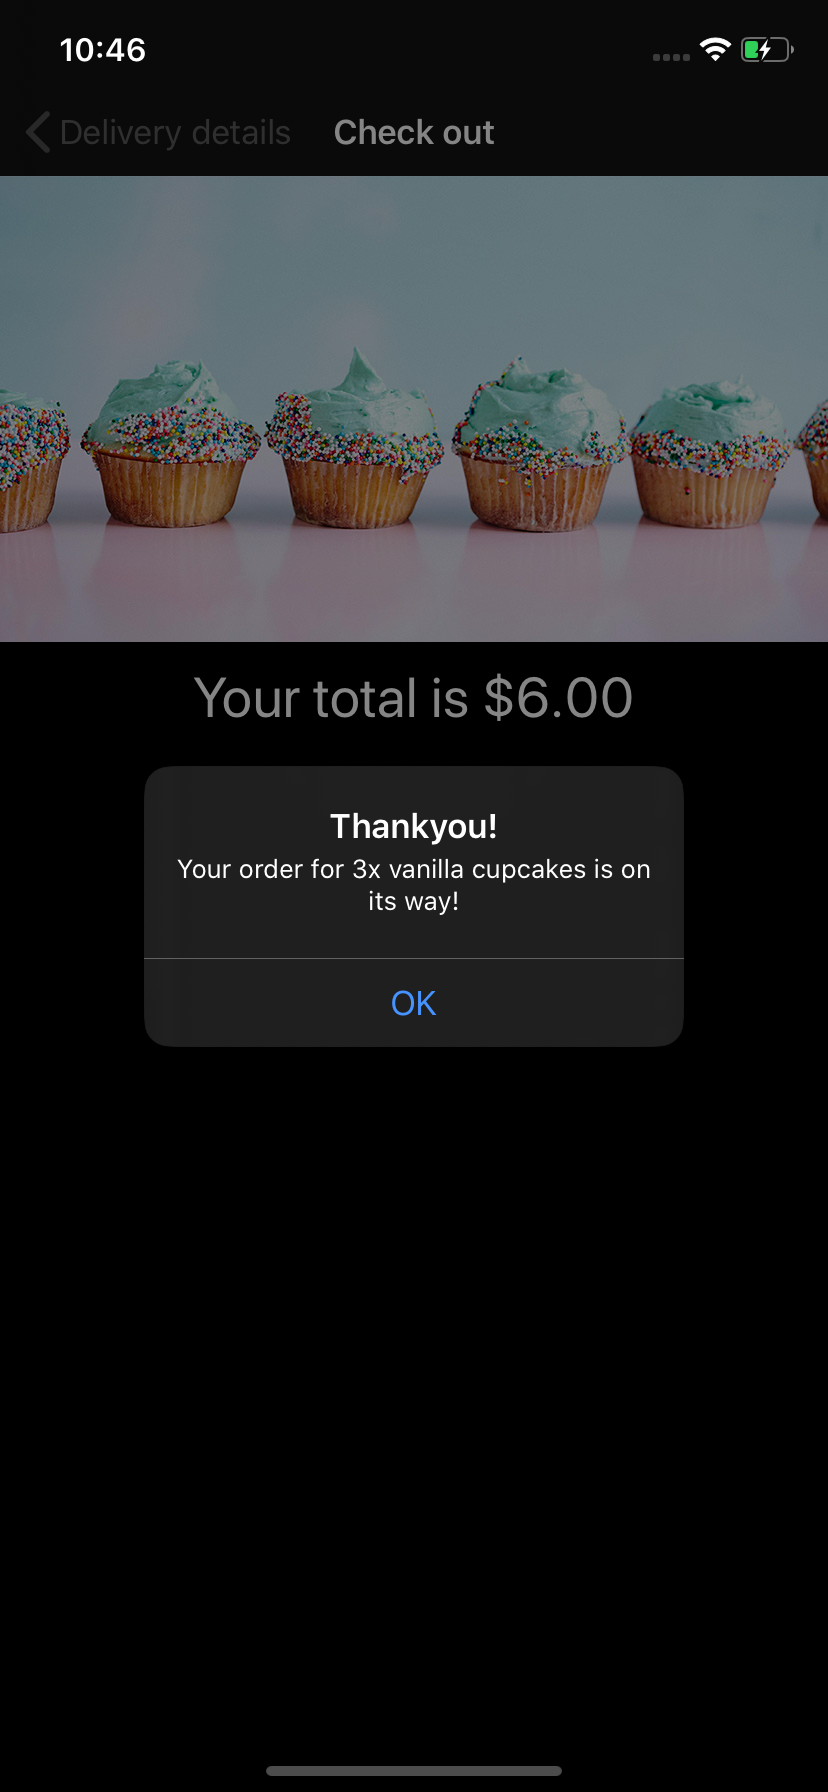 10:46
Delivery details Check out
Your total is $6.00
Thankyou!
Your order for 3x vanilla cupcakes is on
its way!
OK